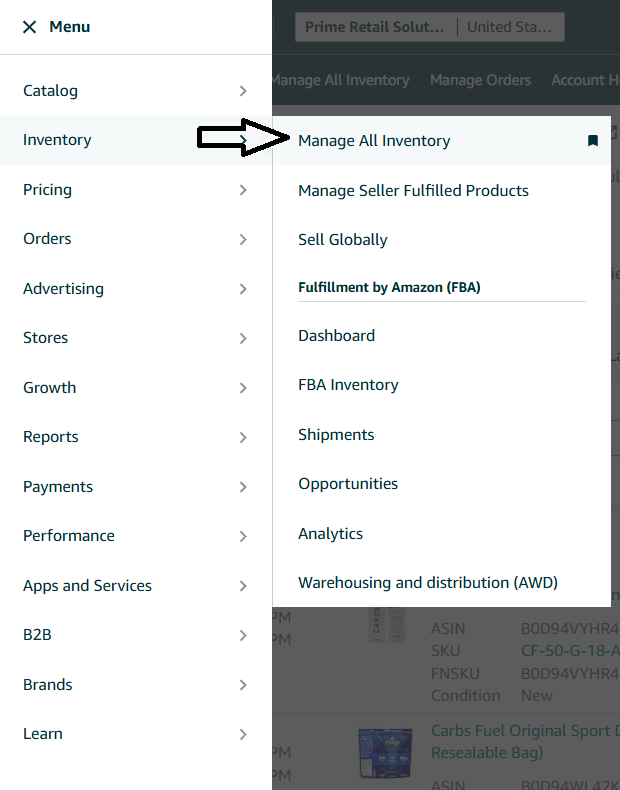 Menu
Prime Retail Solut... United Sta...
Manage All Inventory Manage Orders Account H
Catalog
Inventory
Pricing
Orders
Advertising
Stores
Growth
Reports
Payments
Performance
Apps and Services
B2B
Brands
Learn
Manage All Inventory
Manage Seller Fulfilled Products
Sell Globally
Fulfillment by Amazon (FBA)
Dashboard
FBA Inventory
Shipments
Opportunities
Analytics
Warehousing and distribution (AWD)
PM
PM
CARBS
ASIN B0D94VYHR4
SKU CF-50-G-18-A
FNSKU B0D94VYHR4
Condition New
PM
PM
Carbs Fuel Original Sport D
Resealable Bag)
ASIN B0D94WL42K